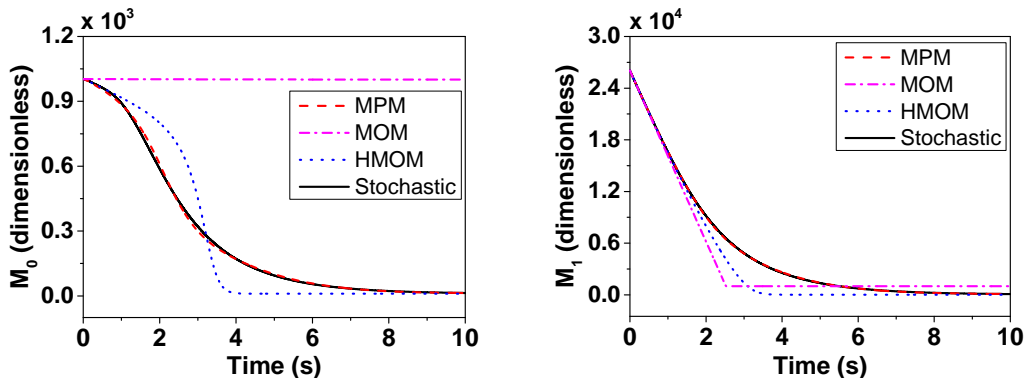 x 10³
1.2
0.9
0.6
0.3
0.0
M₀ (dimensionless)
MPM
MOM
HMOM
Stochastic
0 2 4 6 8 10
Time (s)
x 10⁴
3.0
2.4
1.8
1.2
0.6
0.0
M₁ (dimensionless)
MPM
MOM
HMOM
Stochastic
0 2 4 6 8 10
Time (s)